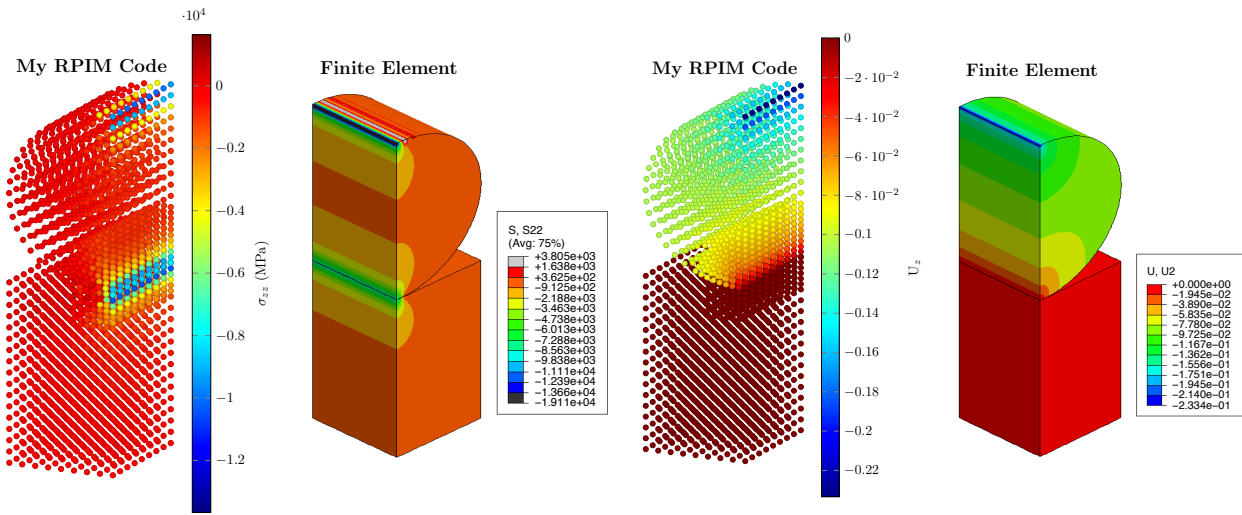 ·10⁴
My RPIM Code
0
−0.2
−0.4
−0.6
−0.8
−1
−1.2
σzz (MPa)
Finite Element
S, S22
(Avg: 75%)
+3.805e+03
+1.638e+03
+3.625e+02
−9.125e+02
−2.188e+03
−3.463e+03
−4.738e+03
−6.013e+03
−7.288e+03
−8.563e+03
−9.838e+03
−1.111e+04
−1.239e+04
−1.366e+04
−1.911e+04
My RPIM Code
0
−2 · 10⁻²
−4 · 10⁻²
−6 · 10⁻²
−8 · 10⁻²
−0.1
−0.12
−0.14
−0.16
−0.18
−0.2
−0.22
Uz
Finite Element
U, U2
+0.000e+00
−1.945e−02
−3.890e−02
−5.835e−02
−7.780e−02
−9.725e−02
−1.167e−01
−1.362e−01
−1.556e−01
−1.751e−01
−1.945e−01
−2.140e−01
−2.334e−01